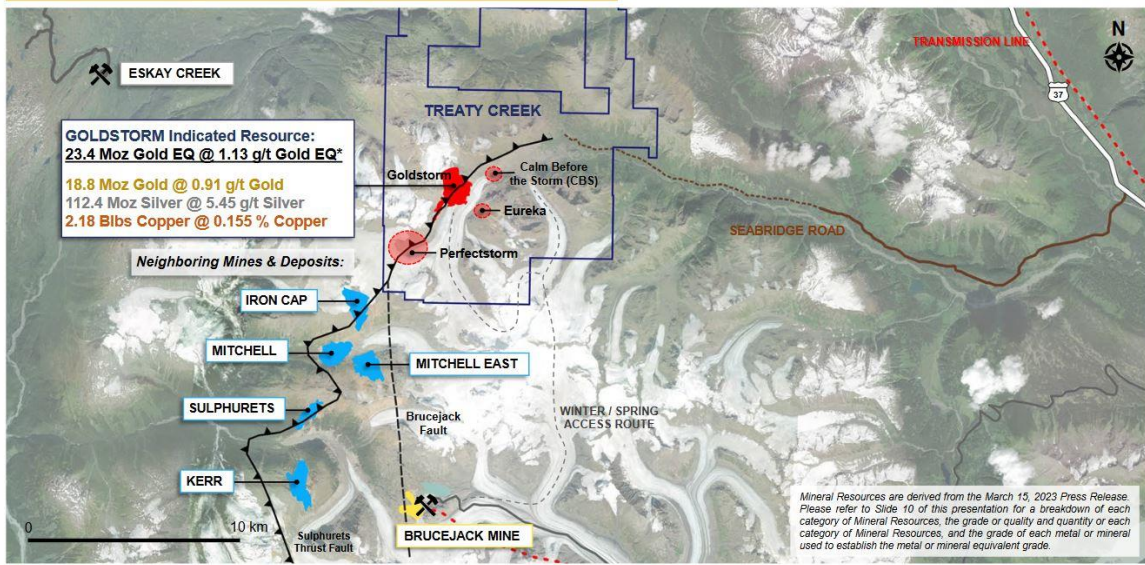 TRANSMISSION LINE
N
37
ESKAY CREEK
TREATY CREEK
GOLDSTORM Indicated Resource:
23.4 Moz Gold EQ @ 1.13 g/t Gold EQ*
18.8 Moz Gold @ 0.91 g/t Gold
112.4 Moz Silver @ 5.45 g/t Silver
2.18 Blbs Copper @ 0.155 % Copper
Goldstorm
Calm Before
the Storm (CBS)
Eureka
SEABRIDGE ROAD
Perfectstorm
Neighboring Mines & Deposits:
IRON CAP
MITCHELL
MITCHELL EAST
SULPHURETS
Brucejack
Fault
WINTER / SPRING
ACCESS ROUTE
KERR
0
10 km
Sulphurets
Thrust Fault
BRUCEJACK MINE
Mineral Resources are derived from the March 15, 2023 Press Release.
Please refer to Slide 10 of this presentation for a breakdown of each
category of Mineral Resources, the grade or quality and quantity or each
category of Mineral Resources, and the grade of each metal or mineral
used to establish the metal or mineral equivalent grade.